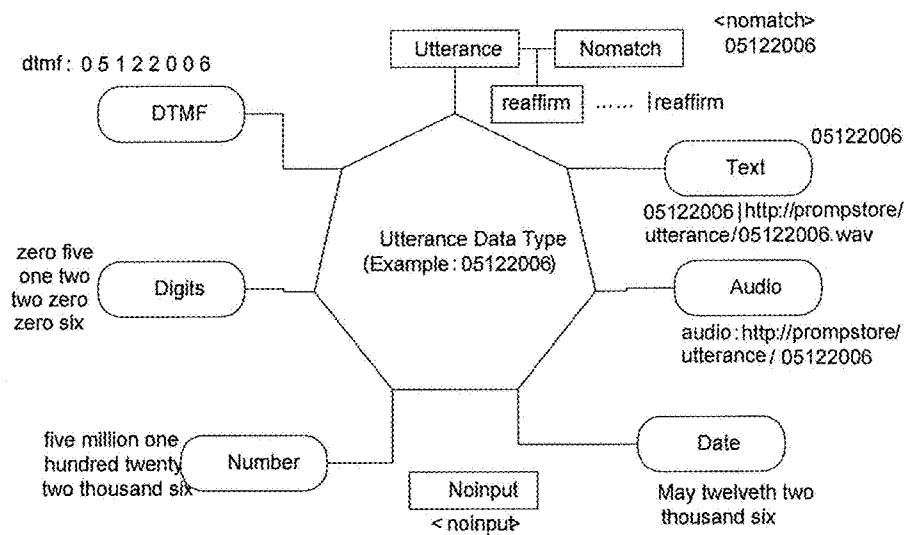 <nomatch>
05122006
Utterance
Nomatch
dtmf: 0 5 1 2 2 0 0 6
reaffirm ...... |reaffirm
DTMF
05122006
Text
05122006|http://prompstore/
utterance/05122006.wav
Utterance Data Type
(Example: 05122006)
zero five
one two
two zero
zero six
Digits
Audio
audio:http://prompstore/
utterance/ 05122006
five million one
hundred twenty
two thousand six
Number
Date
Noinput
<noinput>
May twelveth two
thousand six